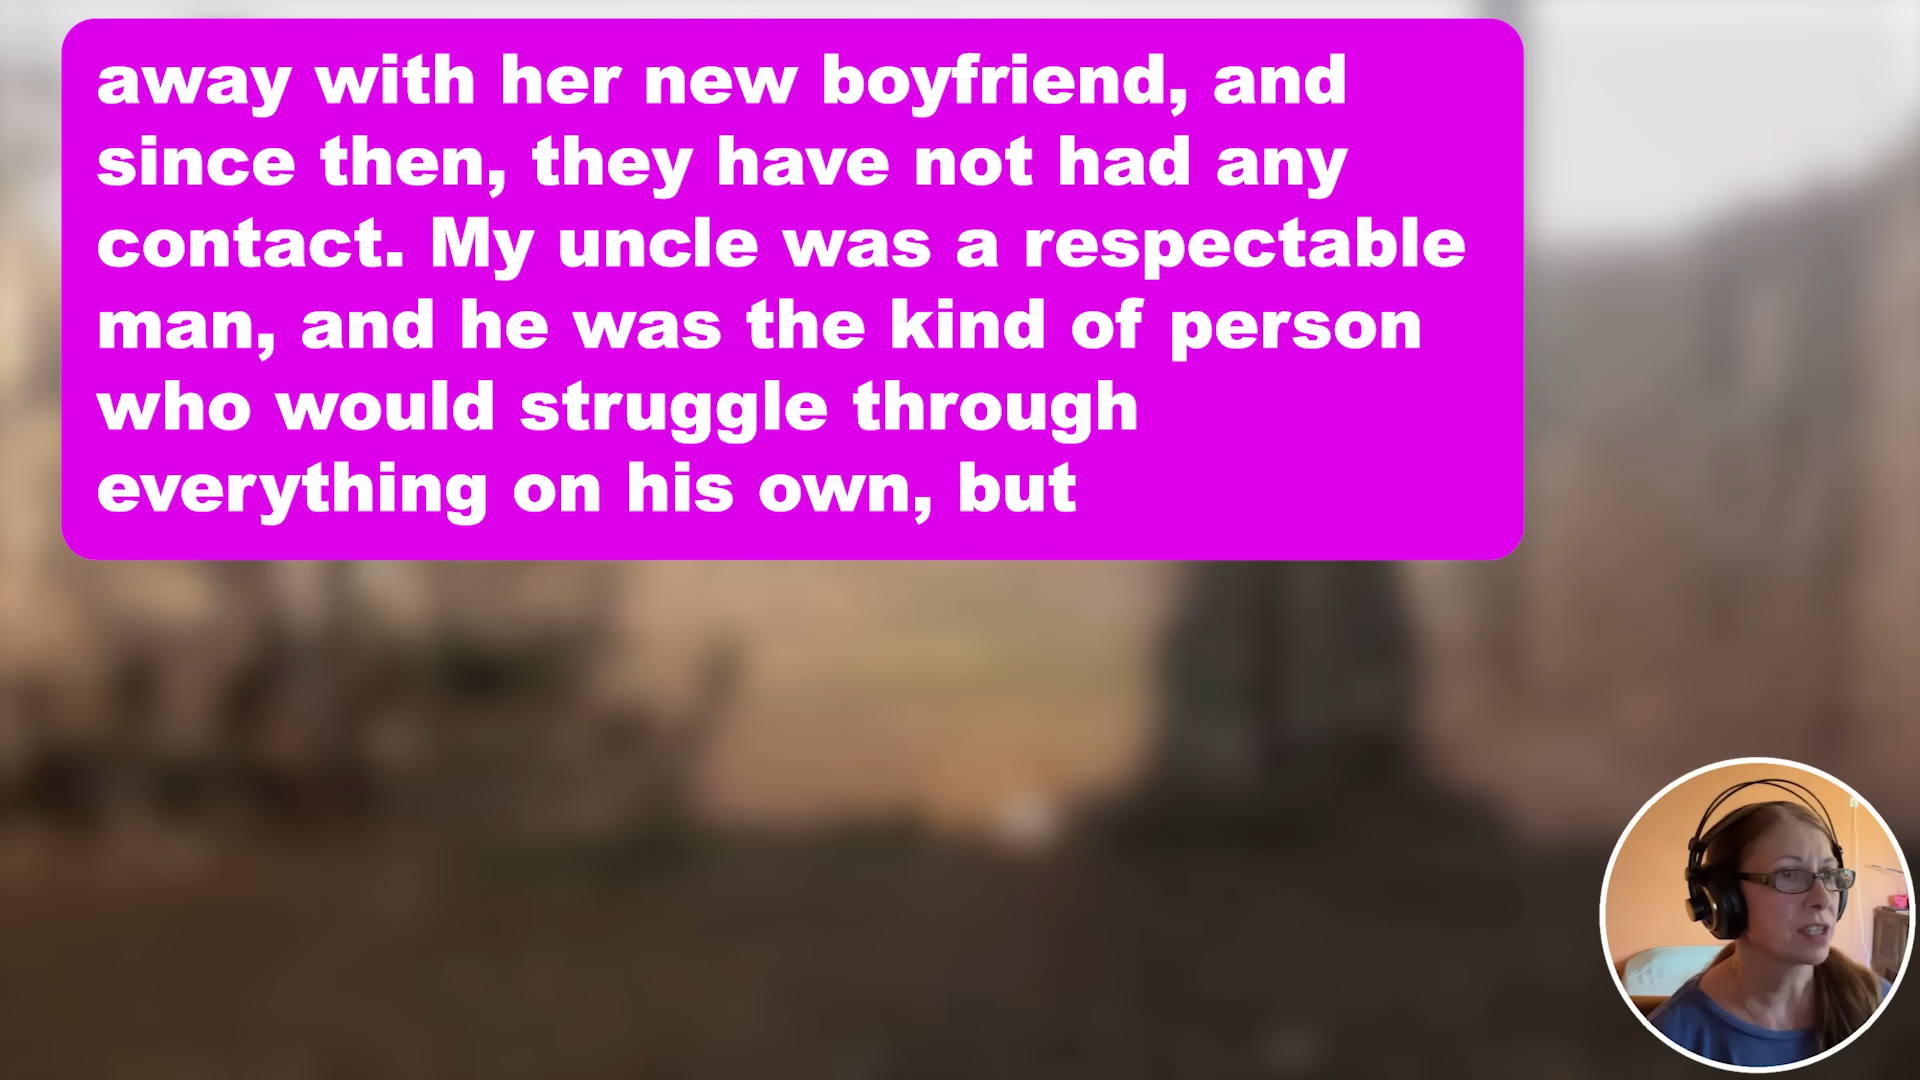 away with her new boyfriend, and
since then, they have not had any
contact. My uncle was a respectable
man, and he was the kind of person
who would struggle through
everything on his own, but